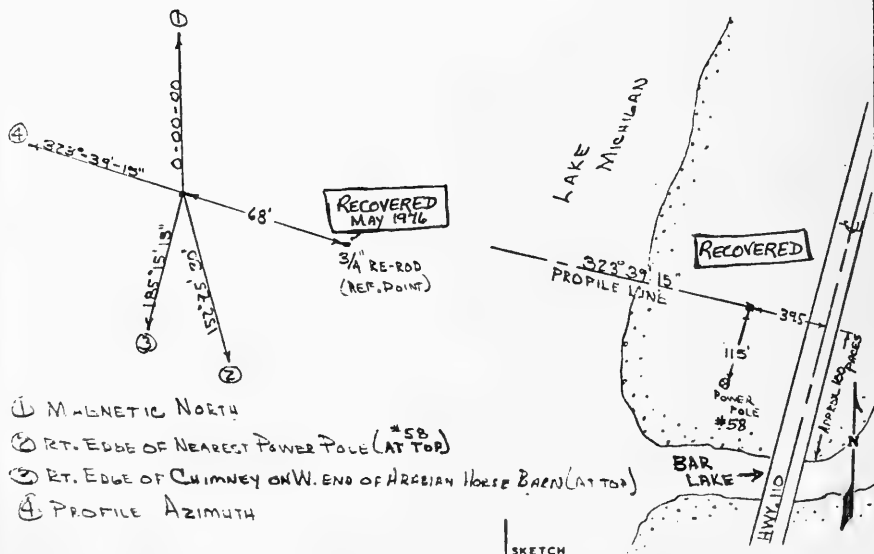 ①
0-00-00
④
323°-39'-15"
68'
RECOVERED
MAY 1976
3/4" RE-ROD
(REF. POINT)
185°15'15"
③
152°-25'-20"
②
① MAGNETIC NORTH
② RT. EDGE OF NEAREST POWER POLE (#58 AT TOP)
③ RT. EDGE OF CHIMNEY ON W. END OF ARABIAN HORSE BARN (AT TOP)
④ PROFILE AZIMUTH
LAKE
MICHIGAN
RECOVERED
323°39'15"
PROFILE LINE
395
115'
POWER
POLE
#58
APPROX 180 PACES
N
BAR
LAKE
HWY. 110
SKETCH